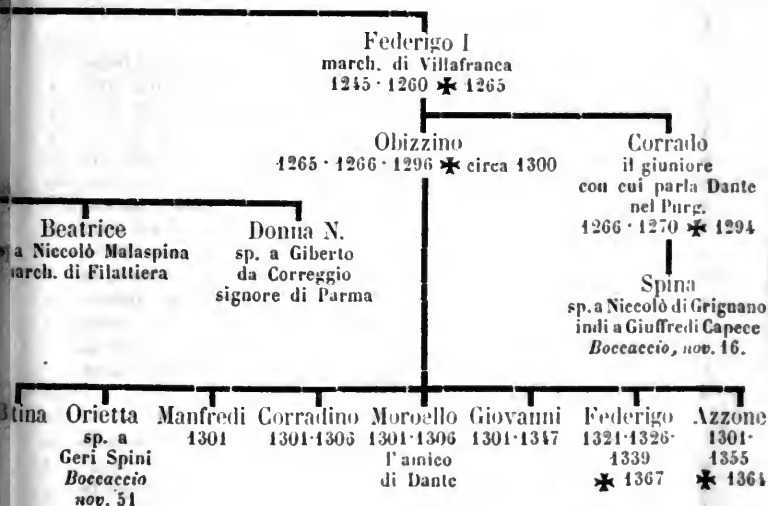 Federigo I
march. di Villafranca
1245 · 1260 ✠ 1265
Obizzino
1265 · 1266 · 1296 ✠ circa 1300
Corrado
il giuniore
con cui parla Dante
nel Purg.
1266 · 1270 ✠ 1294
Spina
sp. a Niccolò di Grignano
indi a Giuffredi Capece
Boccaccio, nov. 16.
Beatrice
a Niccolò Malaspina
march. di Filattiera
Donna N.
sp. a Giberto
da Correggio
signore di Parma
tina
Orietta
sp. a
Geri Spini
Boccaccio
nov. 51
Manfredi
1301
Corradino
1301-1306
Moroello
1301-1306
l'amico
di Dante
Giovanni
1301-1347
Federigo
1321-1326-
1339
✠ 1367
Azzone
1301-
1355
✠ 1364